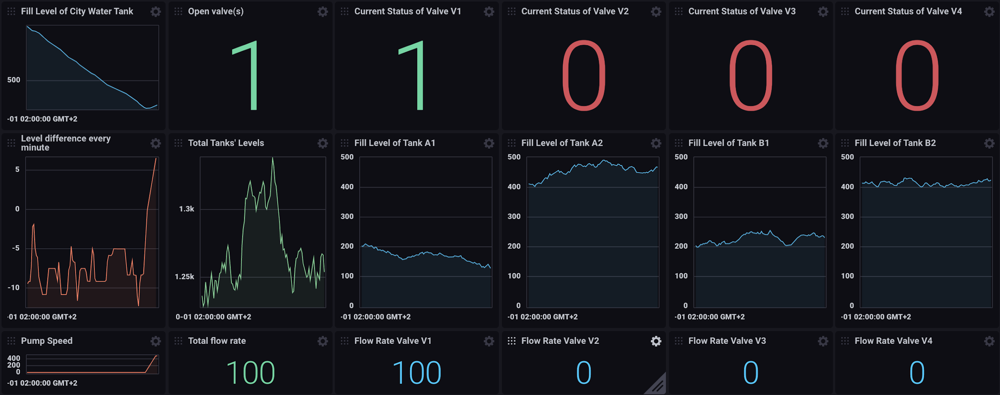 Fill Level of City Water Tank
500
-01 02:00:00 GMT+2
Open valve(s)
1
Current Status of Valve V1
1
Current Status of Valve V2
0
Current Status of Valve V3
0
Current Status of Valve V4
0
Level difference every
minute
5
0
-5
-10
-01 02:00:00 GMT+2
Total Tanks' Levels
1.3k
1.25k
0-01 02:00:00 GMT+2
Fill Level of Tank A1
500
400
300
200
100
0
-01 02:00:00 GMT+2
Fill Level of Tank A2
500
400
300
200
100
0
-01 02:00:00 GMT+2
Fill Level of Tank B1
500
400
300
200
100
0
-01 02:00:00 GMT+2
Fill Level of Tank B2
500
400
300
200
100
0
-01 02:00:00 GMT+2
Pump Speed
400
200
0
-01 02:00:00 GMT+2
Total flow rate
100
Flow Rate Valve V1
100
Flow Rate Valve V2
0
Flow Rate Valve V3
0
Flow Rate Valve V4
0